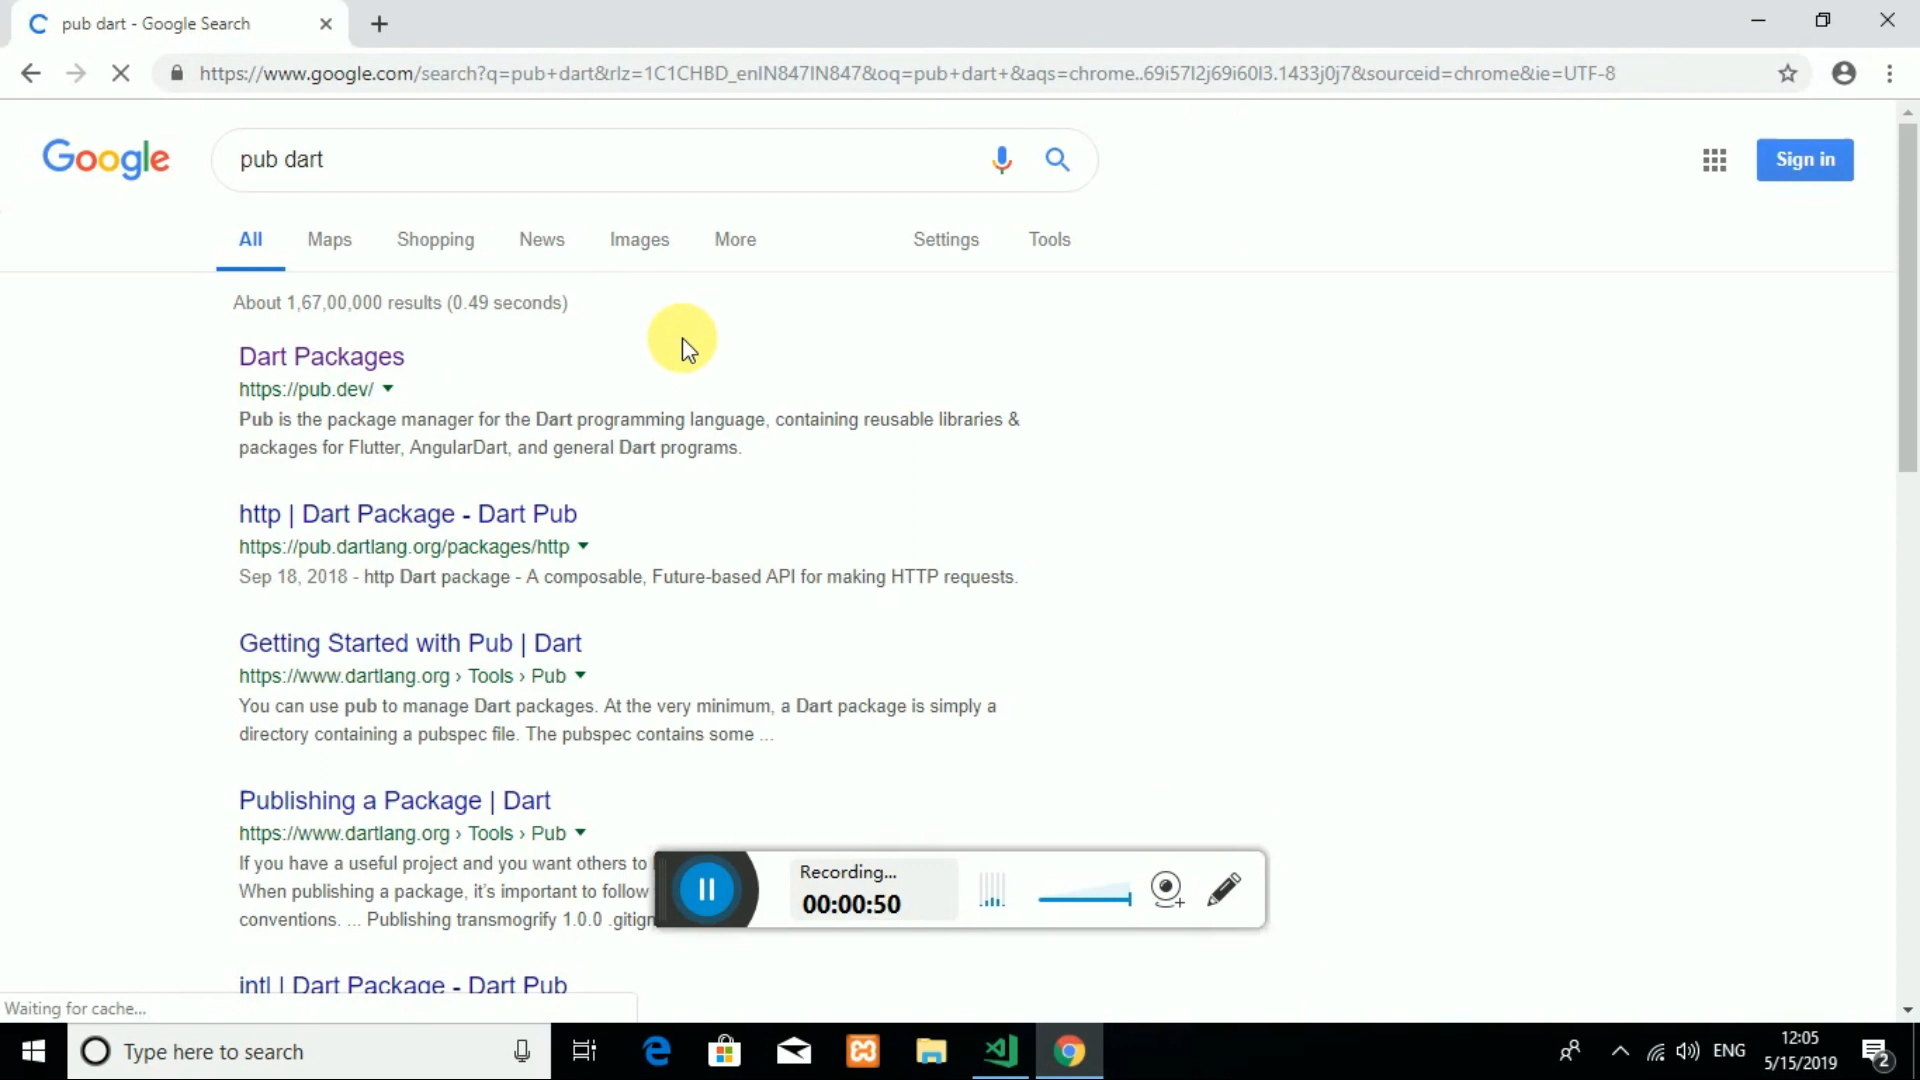 pub dart - Google Search
https://www.google.com/search?q=pub+dart&rlz=1C1CHBD_enIN847IN847&oq=pub+dart+&aqs=chrome..69i57l2j69i60l3.1433j0j7&sourceid=chrome&ie=UTF-8
Google
pub dart
Sign in
All Maps Shopping News Images More Settings Tools
About 1,67,00,000 results (0.49 seconds)
Dart Packages
https://pub.dev/
Pub is the package manager for the Dart programming language, containing reusable libraries &
packages for Flutter, AngularDart, and general Dart programs.
http | Dart Package - Dart Pub
https://pub.dartlang.org/packages/http
Sep 18, 2018 - http Dart package - A composable, Future-based API for making HTTP requests.
Getting Started with Pub | Dart
https://www.dartlang.org › Tools › Pub
You can use pub to manage Dart packages. At the very minimum, a Dart package is simply a
directory containing a pubspec file. The pubspec contains some ...
Publishing a Package | Dart
https://www.dartlang.org › Tools › Pub
If you have a useful project and you want others to
When publishing a package, it's important to follow
conventions. ... Publishing transmogrify 1.0.0 .gitign
Recording...
00:00:50
intl | Dart Package - Dart Pub
Waiting for cache...
Type here to search
ENG
12:05
5/15/2019
2